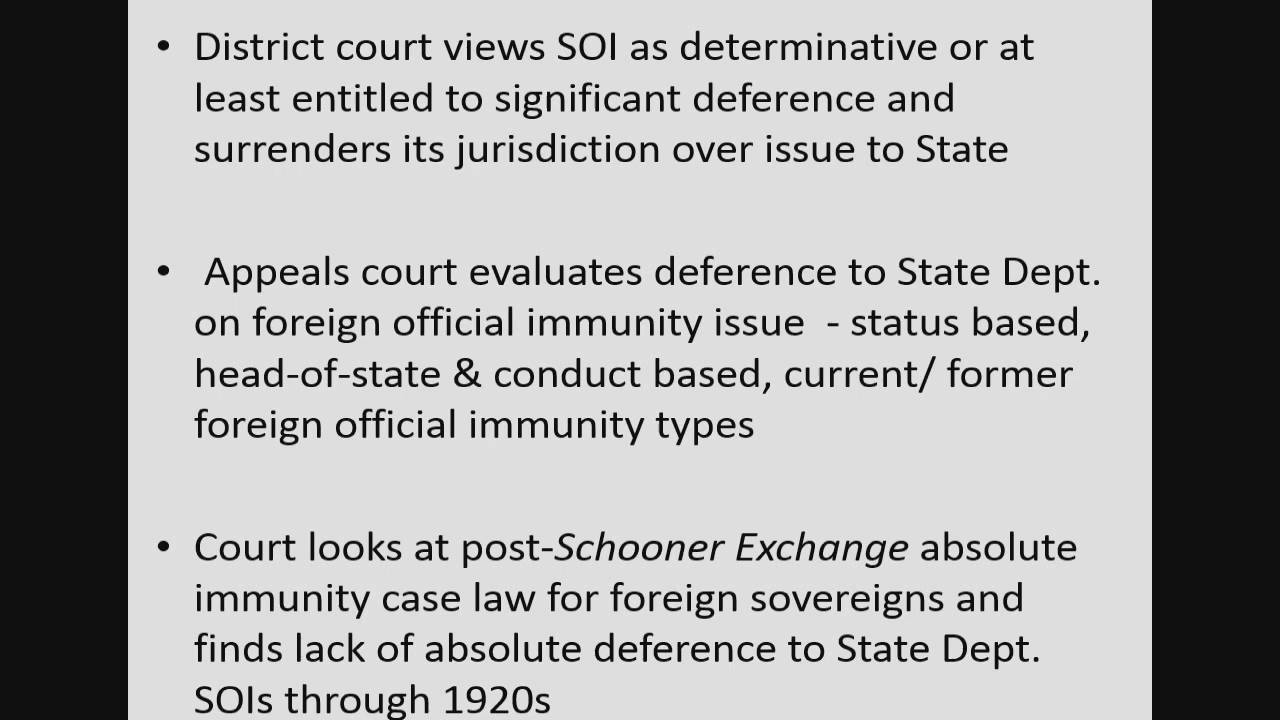 • District court views SOI as determinative or at
least entitled to significant deference and
surrenders its jurisdiction over issue to State
• Appeals court evaluates deference to State Dept.
on foreign official immunity issue - status based,
head-of-state & conduct based, current/ former
foreign official immunity types
• Court looks at post-Schooner Exchange absolute
immunity case law for foreign sovereigns and
finds lack of absolute deference to State Dept.
SOIs through 1920s